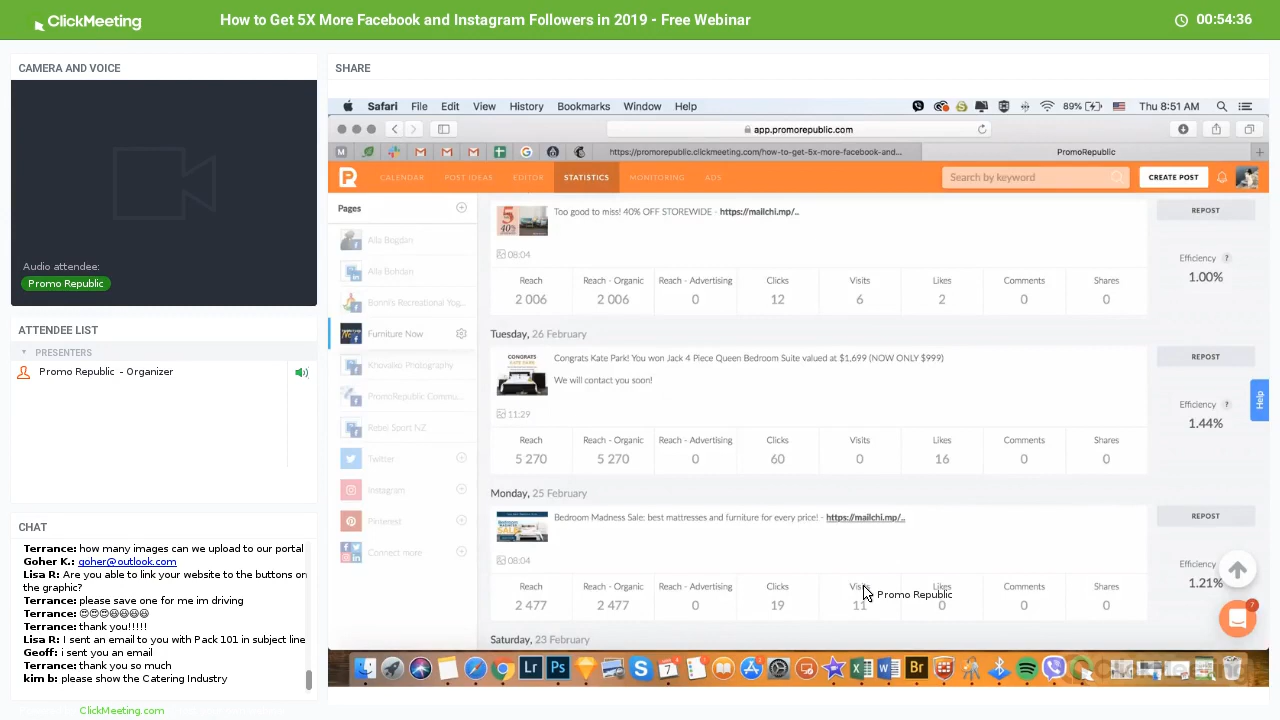 ClickMeeting
How to Get 5X More Facebook and Instagram Followers in 2019 - Free Webinar
00:54:36
CAMERA AND VOICE
Audio attendee:
Promo Republic
ATTENDEE LIST
PRESENTERS
Promo Republic - Organizer
CHAT
Terrance: how many images can we upload to our portal
Goher K.: goher@outlook.com
Lisa R: Are you able to link your website to the buttons on
the graphic?
Terrance: please save one for me im driving
Terrance: 😍😍😍😃😃😃😃
Terrance: thank you!!!!!
Lisa R: I sent an email to you with Pack 101 in subject line
Geoff: i sent you an email
Terrance: thank you so much
kim b: please show the Catering Industry
ClickMeeting.com
SHARE
Safari File Edit View History Bookmarks Window Help
89%
Thu 8:51 AM
app.promorepublic.com
https://promorepublic.clickmeeting.com/how-to-get-5x-more-facebook-and...
PromoRepublic
CALENDAR POST IDEAS EDITOR STATISTICS MONITORING ADS
Search by keyword
CREATE POST
Pages
Alla Bogdan
Alla Bohdan
Bonni's Recreational Yog...
Furniture Now
Khovalko Photography
PromoRepublic Commu...
Rebel Sport NZ
Twitter
Instagram
Pinterest
Connect more
Too good to miss! 40% OFF STOREWIDE - https://mailchi.mp/..
08:04
REPOST
Efficiency ?
1.00%
Reach Reach - Organic Reach - Advertising Clicks Visits Likes Comments Shares
2 006 2 006 0 12 6 2 0 0
Tuesday, 26 February
CONGRATS
Congrats Kate Park! You won Jack 4 Piece Queen Bedroom Suite valued at $1,699 (NOW ONLY $999)
We will contact you soon!
11:29
REPOST
Efficiency ?
1.44%
Help
Reach Reach - Organic Reach - Advertising Clicks Visits Likes Comments Shares
5 270 5 270 0 60 0 16 0 0
Monday, 25 February
SALE
Bedroom Madness Sale: best mattresses and furniture for every price! - https://mailchi.mp/..
08:04
REPOST
Efficiency ?
1.21%
Reach Reach - Organic Reach - Advertising Clicks Visits Likes Comments Shares
2 477 2 477 0 19 11 0 0 0
Promo Republic
7
Saturday, 23 February
Lr Ps Br